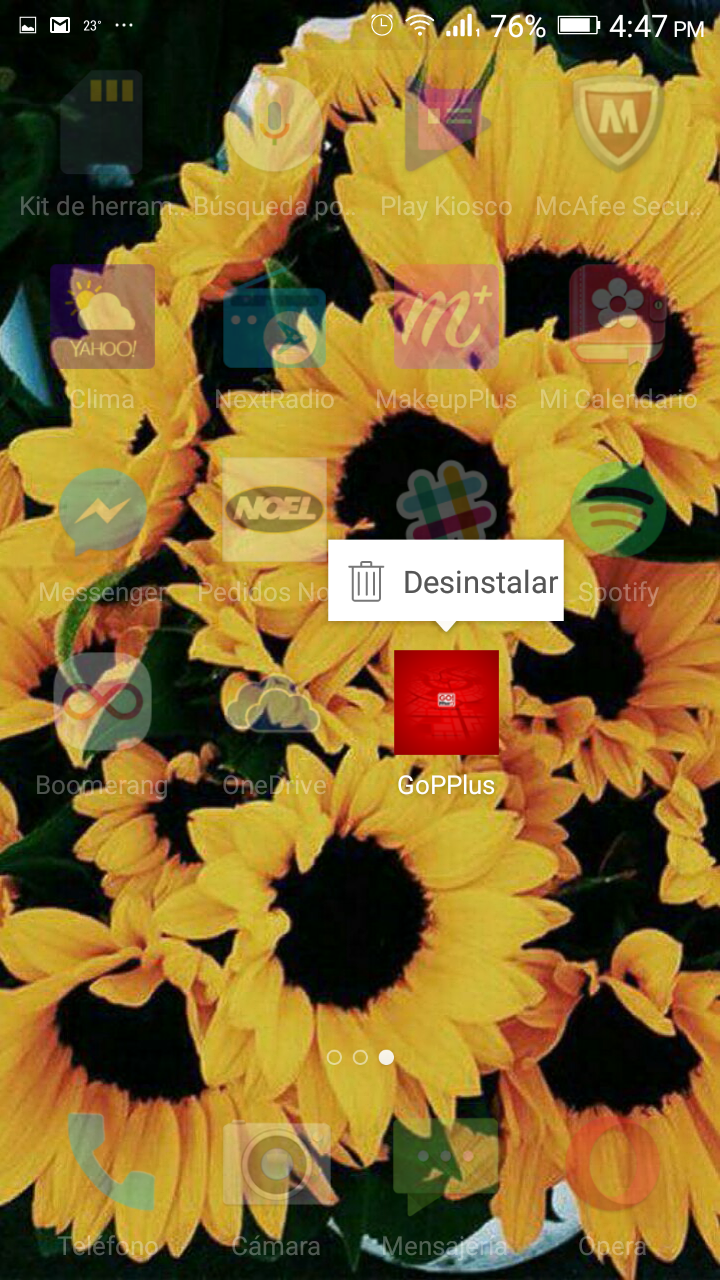 23° ... 76% 4:47 PM
Kit de herram.. Búsqueda po.. Play Kiosco McAfee Secu..
YAHOO! m+
Clima NextRadio MakeupPlus Mi Calendario
NOEL
Desinstalar
Messenger Pedidos No Spotify
GO!
Boomerang OneDrive GoPPlus
Teléfono Cámara Mensajería Opera